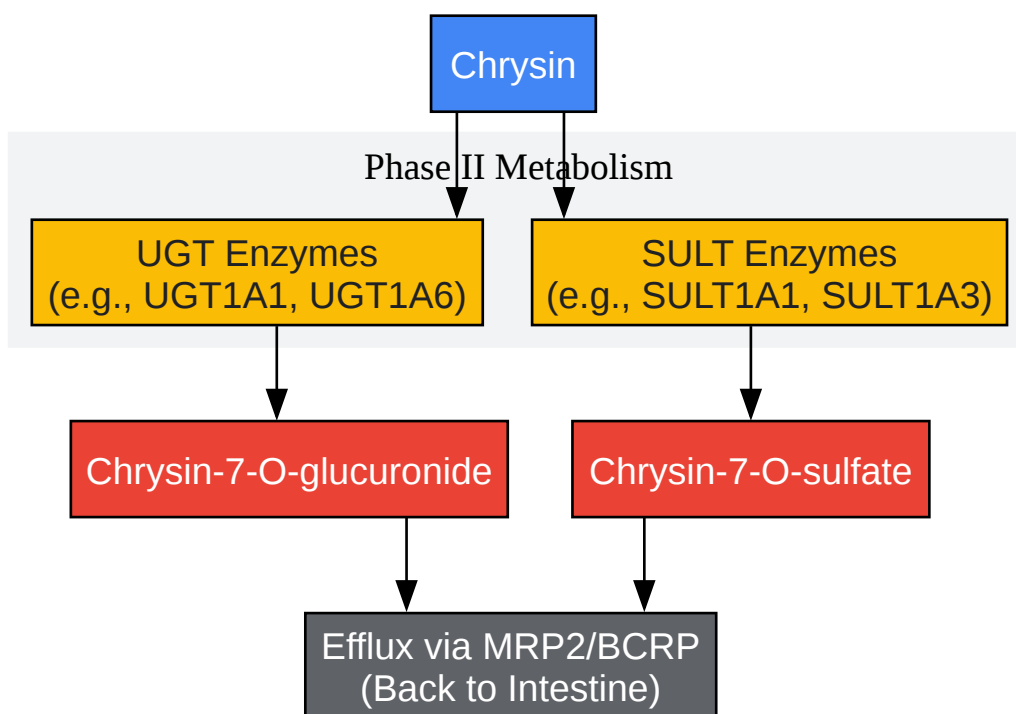 Chrysin
Phase II Metabolism
UGT Enzymes
(e.g., UGT1A1, UGT1A6)
SULT Enzymes
(e.g., SULT1A1, SULT1A3)
Chrysin-7-O-glucuronide
Chrysin-7-O-sulfate
Efflux via MRP2/BCRP
(Back to Intestine)